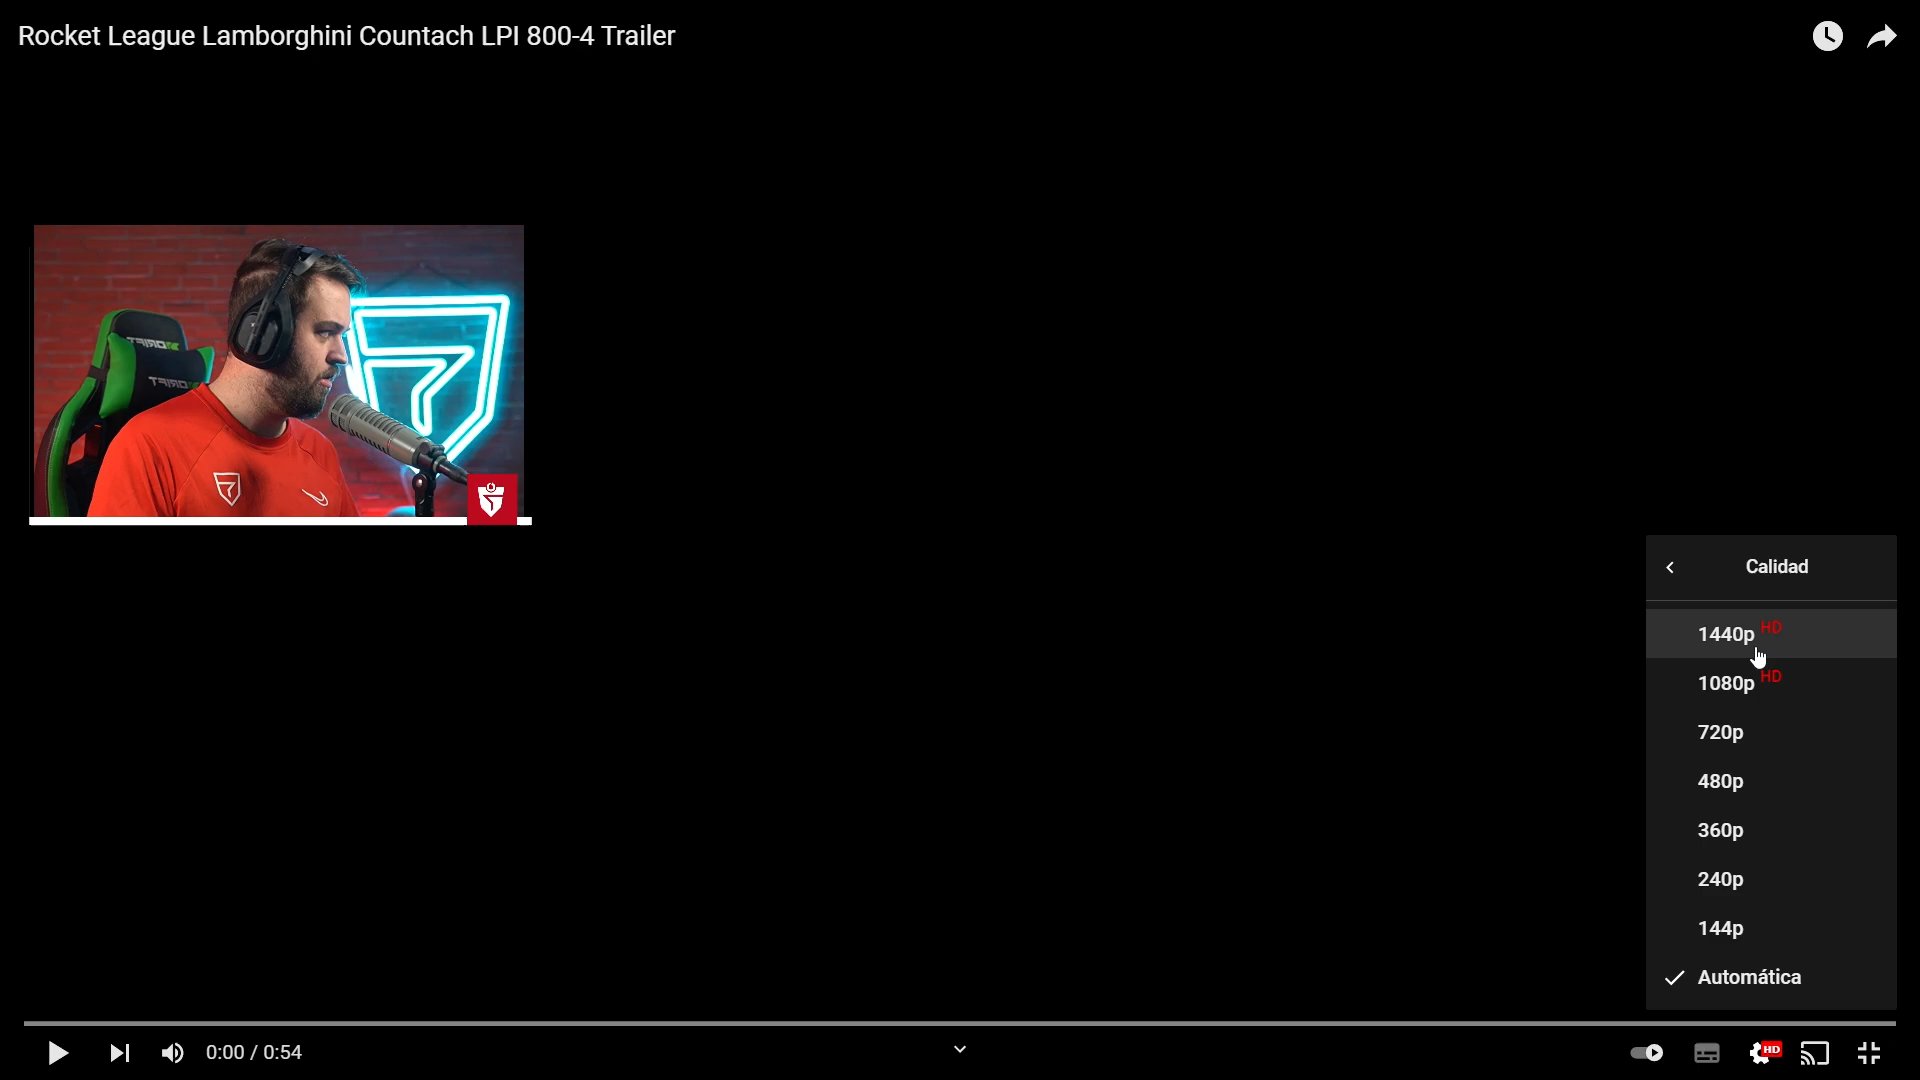 Rocket League Lamborghini Countach LPI 800-4 Trailer
Calidad
1440p HD
1080p HD
720p
480p
360p
240p
144p
Automática
0:00 / 0:54
HD